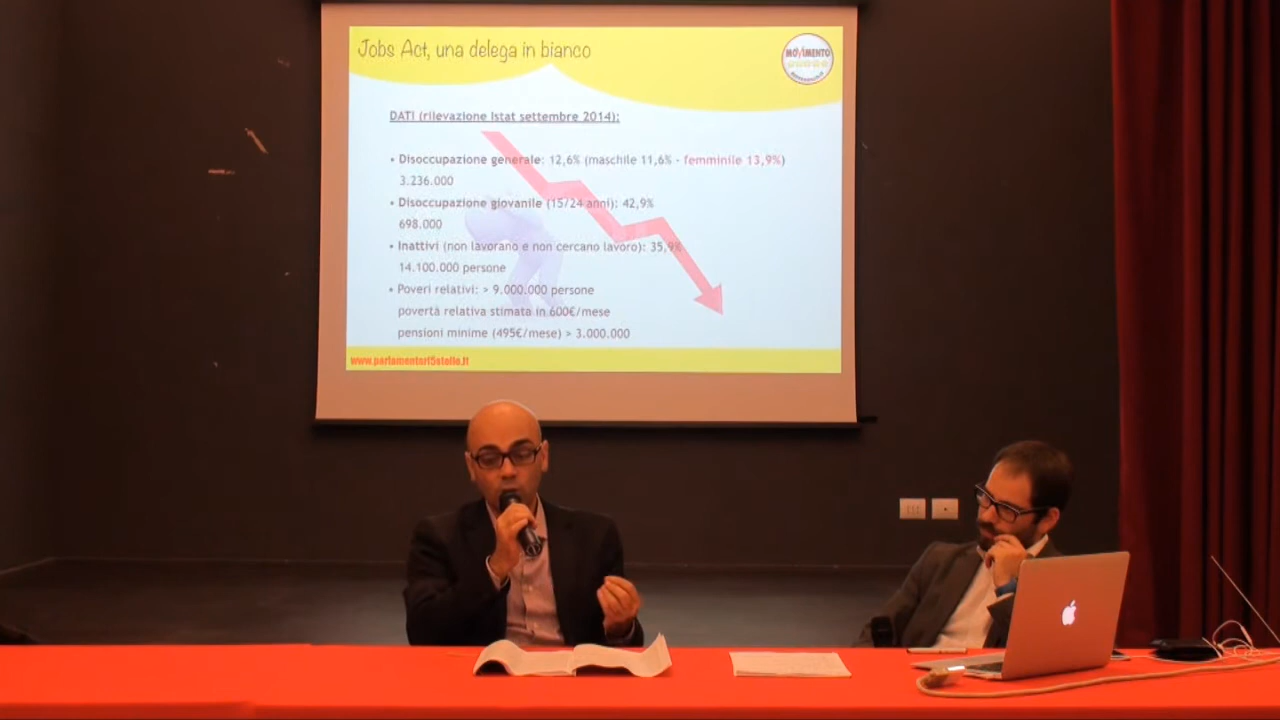 Jobs Act, una delega in bianco
MOVIMENTO
DATI (rilevazione Istat settembre 2014):
• Disoccupazione generale: 12,6% (maschile 11,6% - femminile 13,9%)
3.236.000
• Disoccupazione giovanile (15/24 anni): 42,9%
698.000
• Inattivi (non lavorano e non cercano lavoro): 35,9%
14.100.000 persone
• Poveri relativi: > 9.000.000 persone
povertà relativa stimata in 600€/mese
pensioni minime (495€/mese) > 3.000.000
www.parlamentari5stelle.it